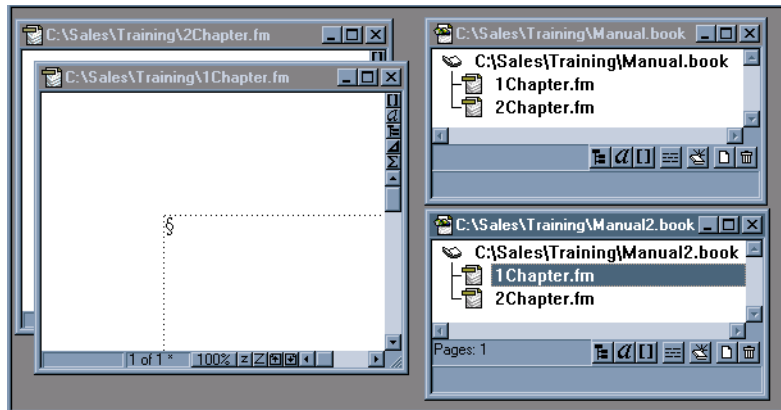 C:\Sales\Training\2Chapter.fm
C:\Sales\Training\1Chapter.fm
§
1 of 1 *
100%
z Z
C:\Sales\Training\Manual.book
C:\Sales\Training\Manual.book
1Chapter.fm
2Chapter.fm
C:\Sales\Training\Manual2.book
C:\Sales\Training\Manual2.book
1Chapter.fm
2Chapter.fm
Pages: 1